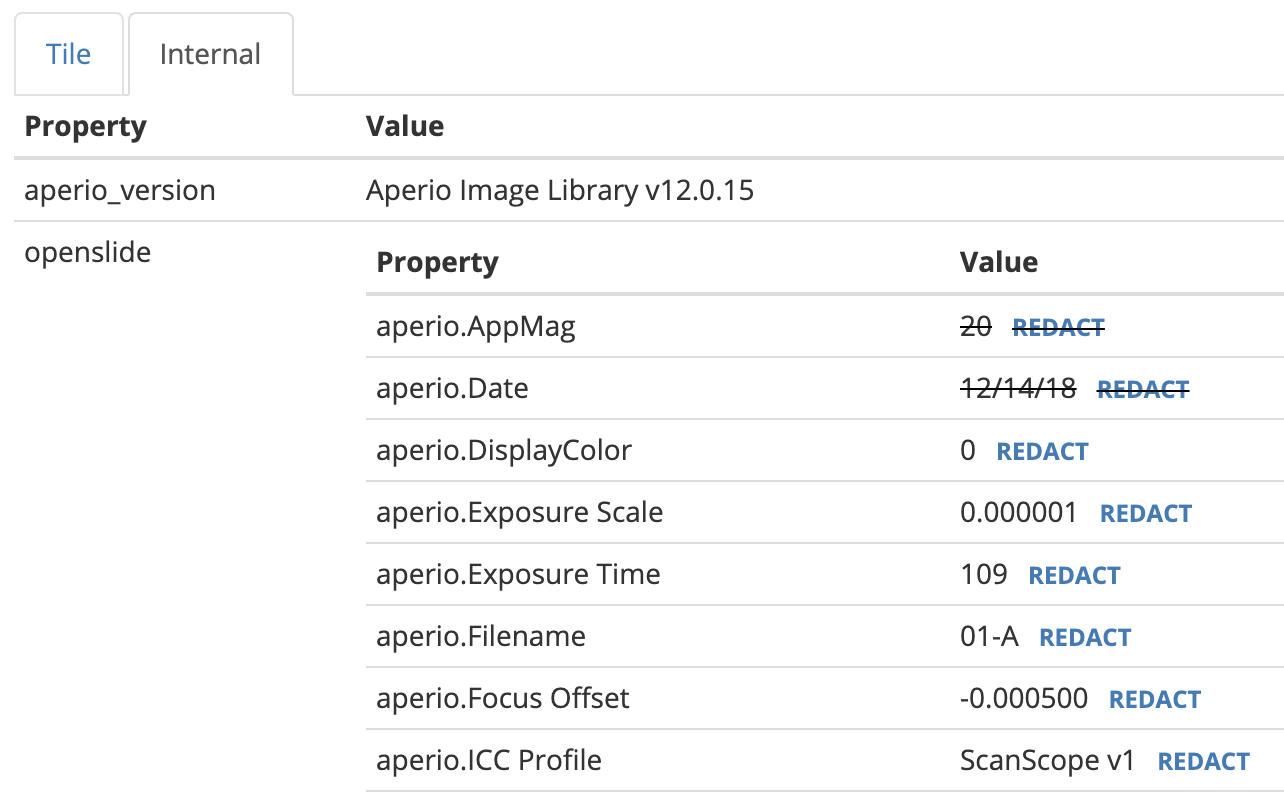 Tile Internal
Property Value
aperio_version Aperio Image Library v12.0.15
openslide Property Value
aperio.AppMag 20 REDACT
aperio.Date 12/14/18 REDACT
aperio.DisplayColor 0 REDACT
aperio.Exposure Scale 0.000001 REDACT
aperio.Exposure Time 109 REDACT
aperio.Filename 01-A REDACT
aperio.Focus Offset -0.000500 REDACT
aperio.ICC Profile ScanScope v1 REDACT